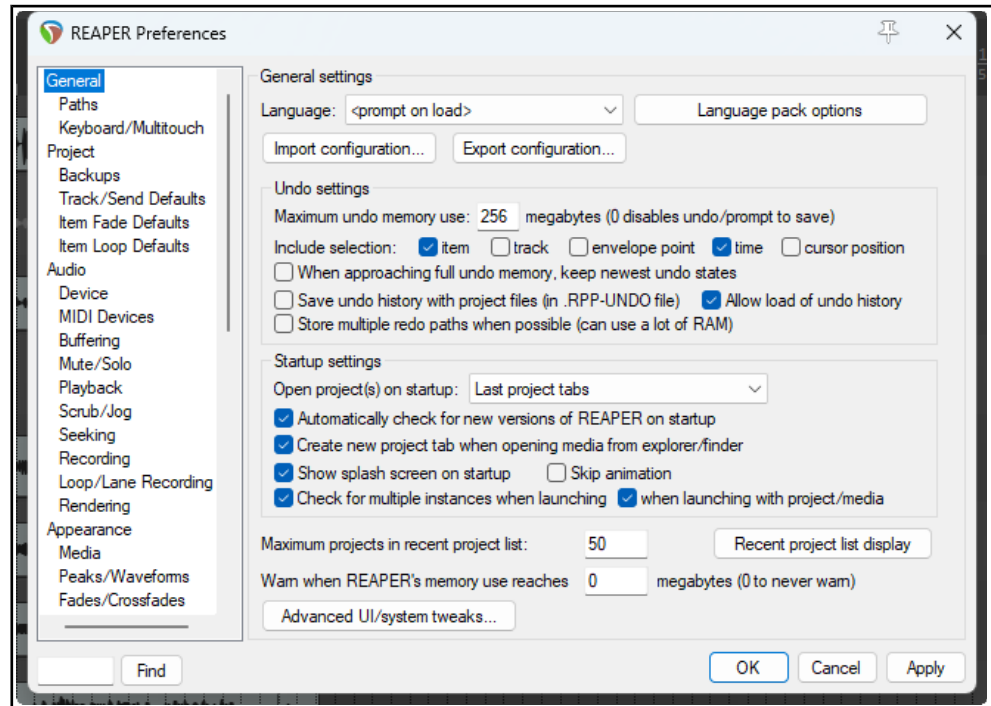 REAPER Preferences
General
Paths
Keyboard/Multitouch
Project
Backups
Track/Send Defaults
Item Fade Defaults
Item Loop Defaults
Audio
Device
MIDI Devices
Buffering
Mute/Solo
Playback
Scrub/Jog
Seeking
Recording
Loop/Lane Recording
Rendering
Appearance
Media
Peaks/Waveforms
Fades/Crossfades
Find
General settings
Language: <prompt on load> Language pack options
Import configuration... Export configuration...
Undo settings
Maximum undo memory use: 256 megabytes (0 disables undo/prompt to save)
Include selection: item track envelope point time cursor position
When approaching full undo memory, keep newest undo states
Save undo history with project files (in .RPP-UNDO file) Allow load of undo history
Store multiple redo paths when possible (can use a lot of RAM)
Startup settings
Open project(s) on startup: Last project tabs
Automatically check for new versions of REAPER on startup
Create new project tab when opening media from explorer/finder
Show splash screen on startup Skip animation
Check for multiple instances when launching when launching with project/media
Maximum projects in recent project list: 50 Recent project list display
Warn when REAPER's memory use reaches 0 megabytes (0 to never warn)
Advanced UI/system tweaks...
OK Cancel Apply